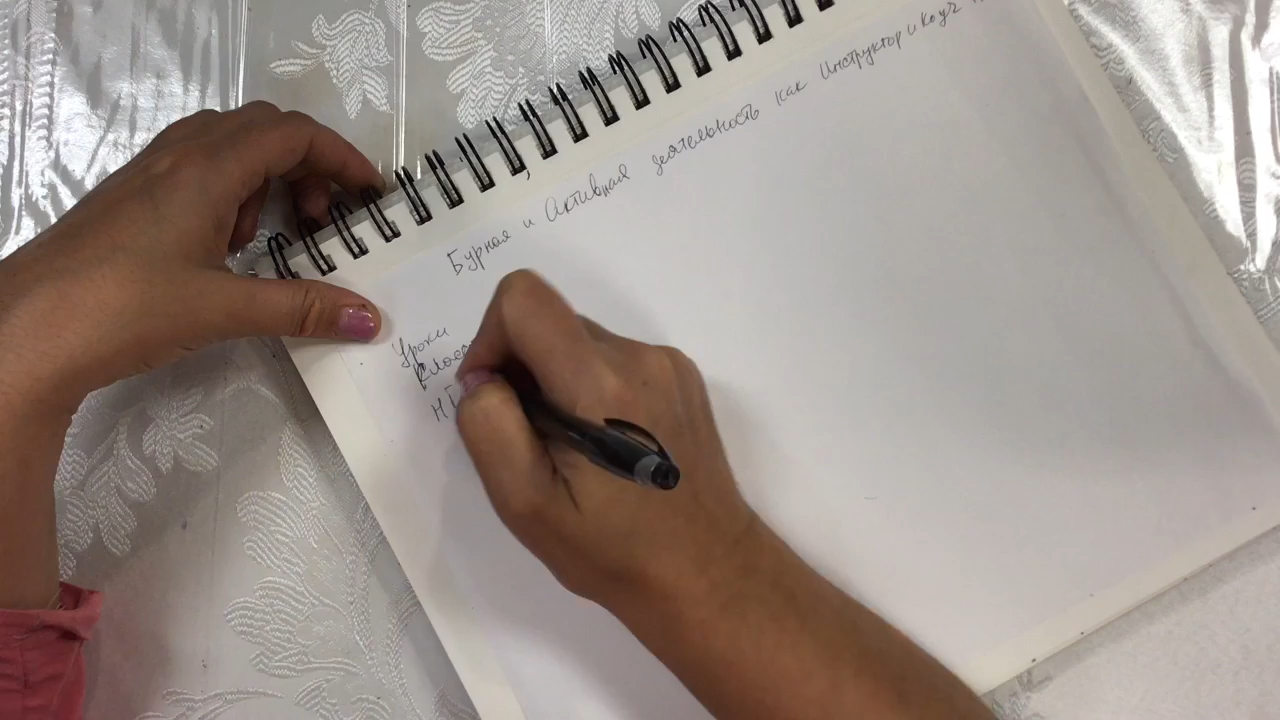 Бурная и Активная деятельность как Инструктор и Коуч
Уроки